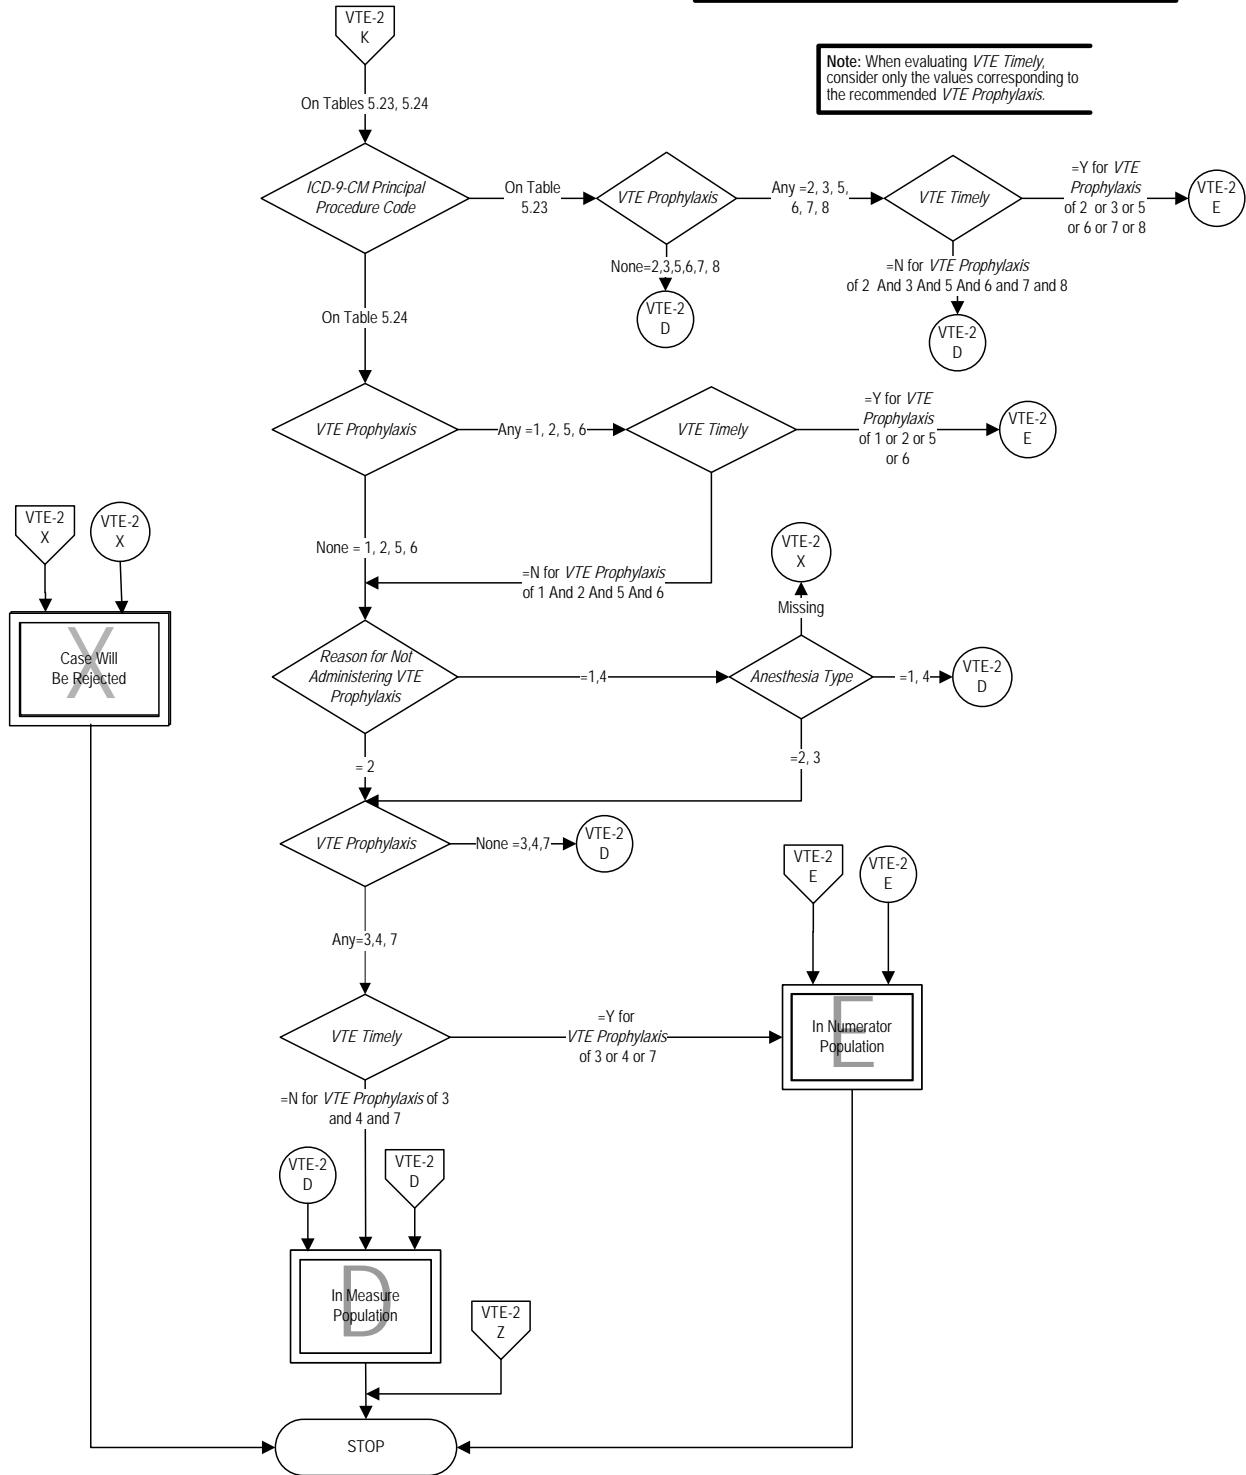 VTE-2
K
Note: When evaluating VTE Timely,
consider only the values corresponding to
the recommended VTE Prophylaxis.
On Tables 5.23, 5.24
ICD-9-CM Principal
Procedure Code
On Table
5.23
VTE Prophylaxis
Any =2, 3, 5,
6, 7, 8
VTE Timely
=Y for VTE
Prophylaxis
of 2 or 3 or 5
or 6 or 7 or 8
VTE-2
E
None=2,3,5,6,7, 8
VTE-2
D
=N for VTE Prophylaxis
of 2 And 3 And 5 And 6 and 7 and 8
VTE-2
D
On Table 5.24
VTE Prophylaxis
Any =1, 2, 5, 6
VTE Timely
=Y for VTE
Prophylaxis
of 1 or 2 or 5
or 6
VTE-2
E
VTE-2
X
VTE-2
X
None = 1, 2, 5, 6
=N for VTE Prophylaxis
of 1 And 2 And 5 And 6
VTE-2
X
Missing
X
Case Will
Be Rejected
Reason for Not
Administering VTE
Prophylaxis
=1,4
Anesthesia Type
=1, 4
VTE-2
D
= 2
=2, 3
VTE Prophylaxis
None =3,4,7
VTE-2
D
VTE-2
E
VTE-2
E
Any=3,4, 7
VTE Timely
=Y for
VTE Prophylaxis
of 3 or 4 or 7
E
In Numerator
Population
=N for VTE Prophylaxis of 3
and 4 and 7
VTE-2
D
VTE-2
D
D
In Measure
Population
VTE-2
Z
STOP